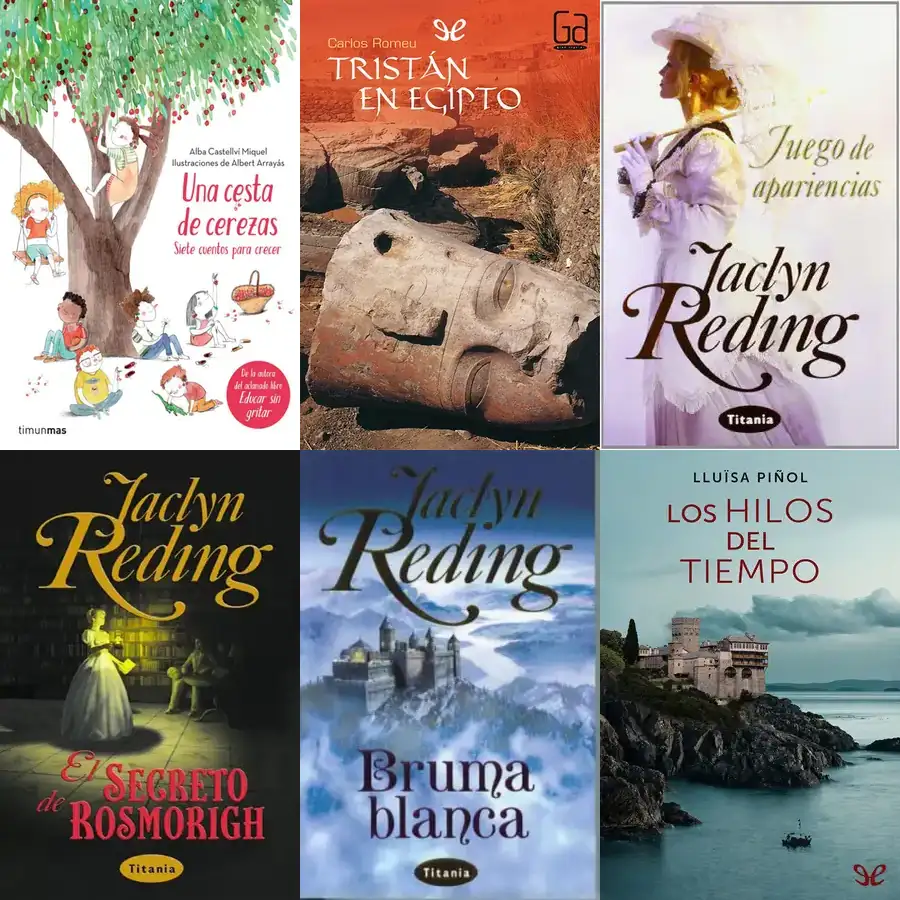 Alba Castellví Miquel
Ilustraciones de Albert Arrayás
Una cesta
de cerezas
Siete cuentos para crecer
De la autora
del aclamado libro
Educar sin
gritar
timunmas
Carlos Romeu
TRISTÁN
EN EGIPTO
Ga
Juego de
apariencias
Jaclyn
Reding
Titania
Jaclyn
Reding
El SECRETO
de ROSMORIGH
Titania
Jaclyn
Reding
Bruma
blanca
Titania
LLUÏSA PIÑOL
LOS HILOS
DEL
TIEMPO